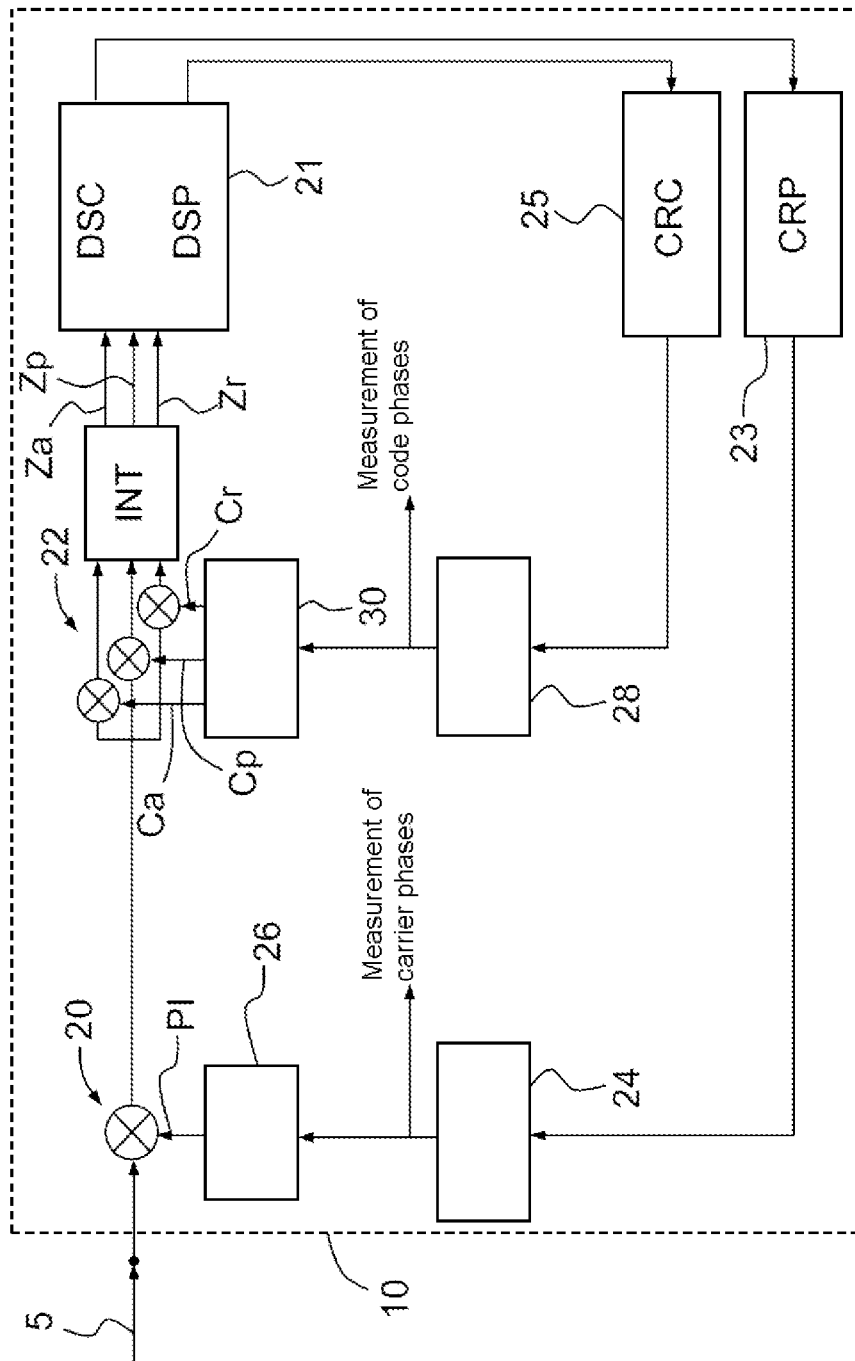 5
10
20
PI
26
Measurement of
carrier phases
24
22
Ca
Cp
Cr
30
Measurement of
code phases
28
INT
Za
Zp
Zr
DSC
DSP
21
25
CRC
CRP
23